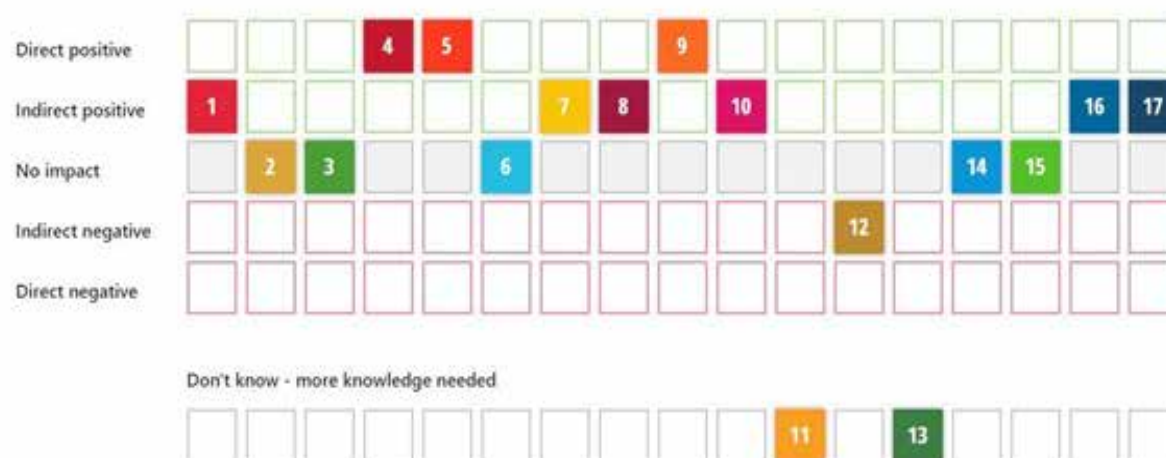 Direct positive 4 5 9
Indirect positive 1 7 8 10 16 17
No impact 2 3 6 14 15
Indirect negative 12
Direct negative
Don't know - more knowledge needed
11 13